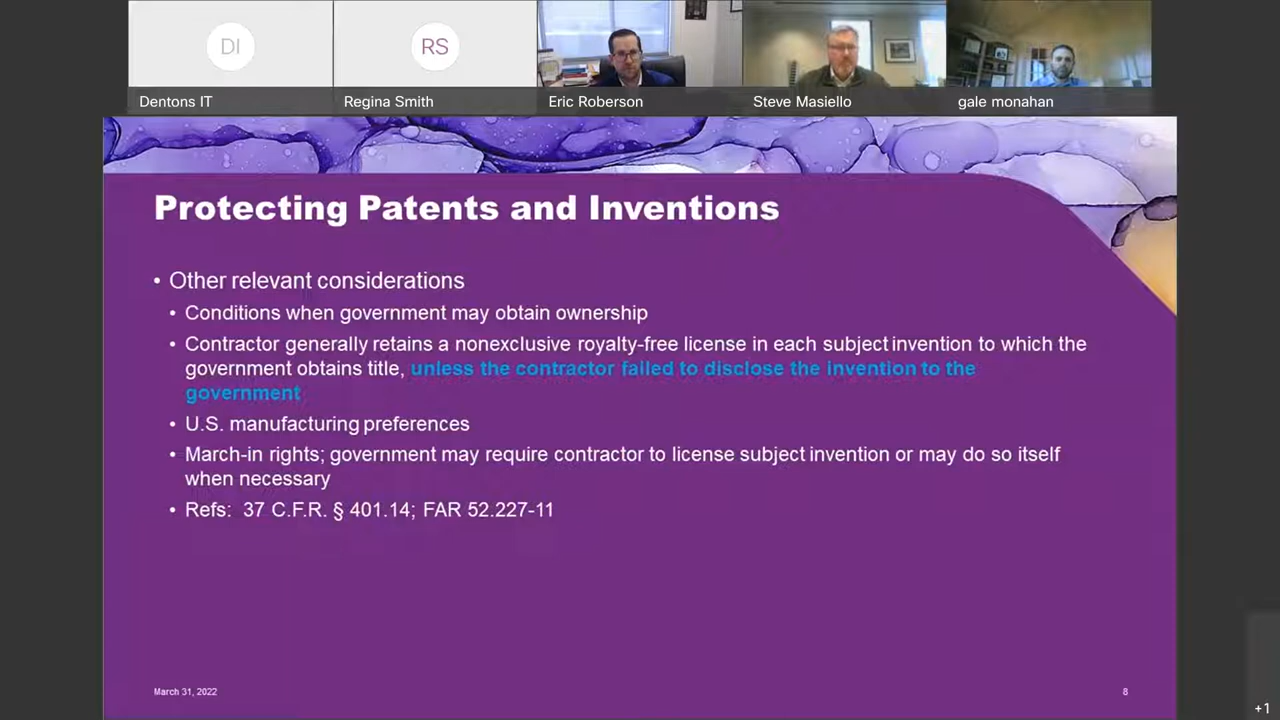 DI
RS
Dentons IT
Regina Smith
Eric Roberson
Steve Masiello
gale monahan
Protecting Patents and Inventions
• Other relevant considerations
• Conditions when government may obtain ownership
• Contractor generally retains a nonexclusive royalty-free license in each subject invention to which the
government obtains title, unless the contractor failed to disclose the invention to the
government
• U.S. manufacturing preferences
• March-in rights; government may require contractor to license subject invention or may do so itself
when necessary
• Refs: 37 C.F.R. § 401.14; FAR 52.227-11
March 31, 2022
8
+1